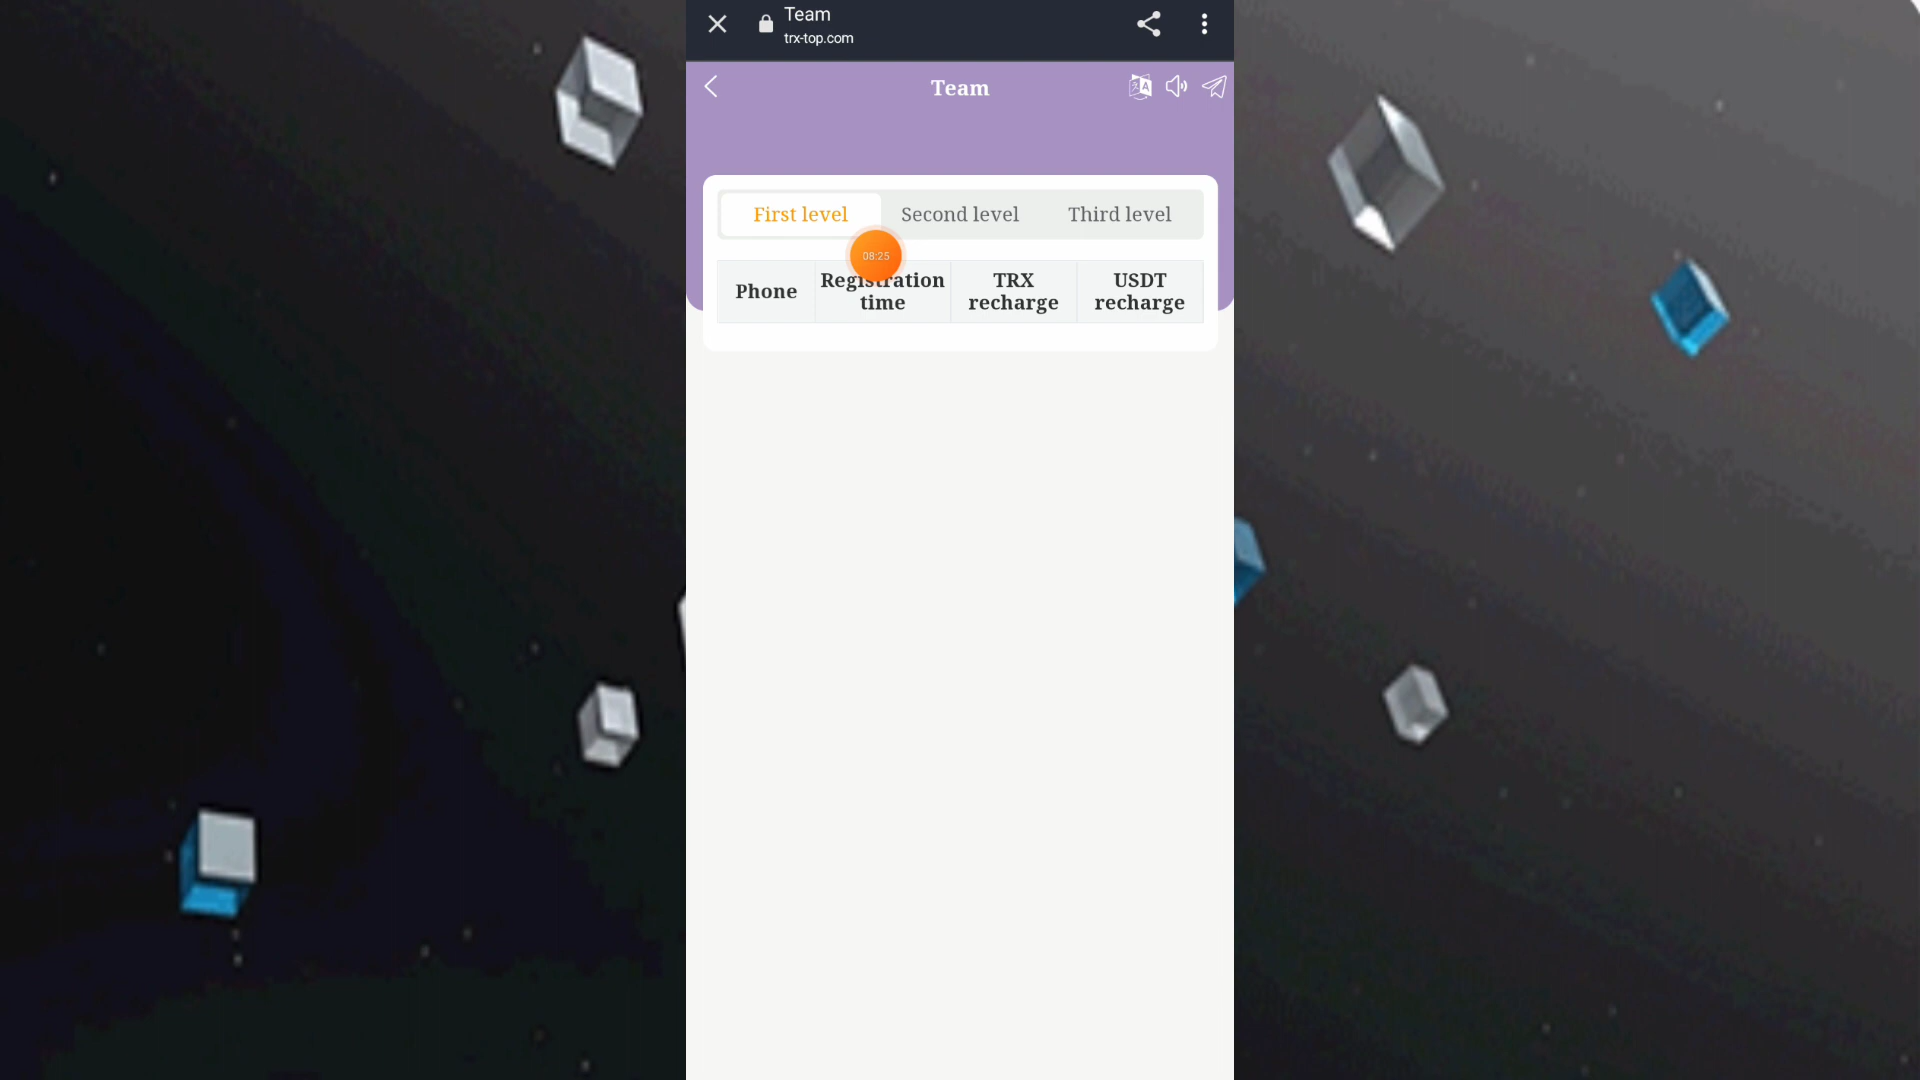 Team
trx-top.com
Team
First level
Second level
Third level
08:25
Phone
Registration
time
TRX
recharge
USDT
recharge